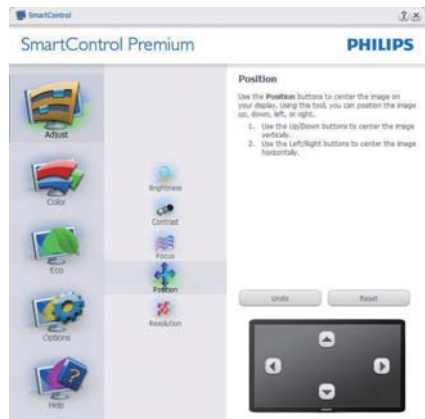 SmartControl
SmartControl Premium
PHILIPS
Adjust
Color
Eco
Options
Help
Brightness
Contrast
Focus
Position
Resolution
Position
Use the Position buttons to center the image on
your display. Using the tool, you can position the image
up, down, left, or right.
1. Use the Up/Down buttons to center the image
vertically.
2. Use the Left/Right buttons to center the image
horizontally.
Undo
Reset